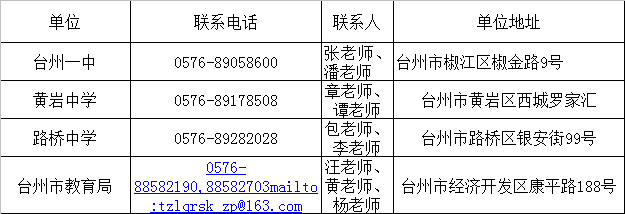 单位 联系电话 联系人 单位地址
台州一中 0576-89058600 张老师、潘老师 台州市椒江区椒金路9号
黄岩中学 0576-89178508 章老师、谭老师 台州市黄岩区西城罗家汇
路桥中学 0576-89282028 包老师、李老师 台州市路桥区银安街99号
台州市教育局 0576-88582190,88582703mailto:tzlqrsk_zp@163.com 汪老师、黄老师、杨老师 台州市经济开发区康平路188号